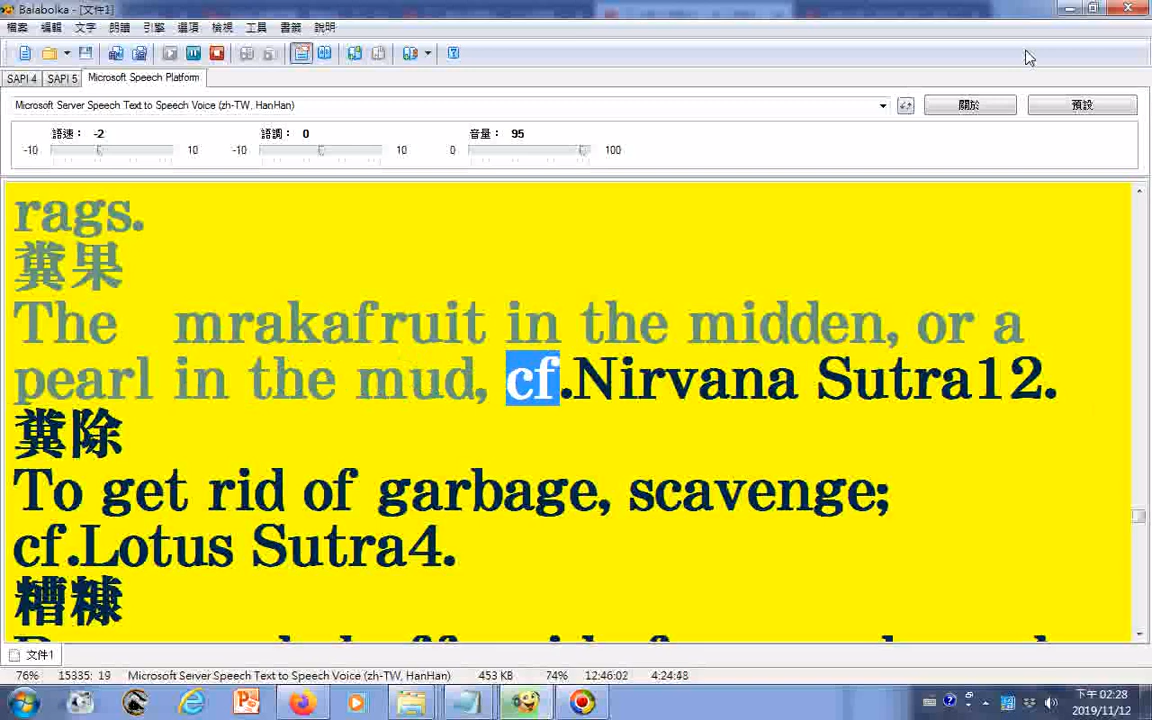 Balabolka - [文件1]
檔案 編輯 文字 朗讀 引擎 選項 檢視 工具 書籤 說明
SAPI 4 SAPI 5 Microsoft Speech Platform
Microsoft Server Speech Text to Speech Voice (zh-TW, HanHan) 關於 預設
語速： -2 語調： 0 音量： 95
-10 10 -10 10 0 100
rags.
糞果
The mrakafruit in the midden, or a
pearl in the mud, cf.Nirvana Sutra12.
糞除
To get rid of garbage, scavenge;
cf.Lotus Sutra4.
糟糠
文件1
76% 15335: 19 Microsoft Server Speech Text to Speech Voice (zh-TW, HanHan) 453 KB 74% 12:46:02 4:24:48
下午 02:28
2019/11/12